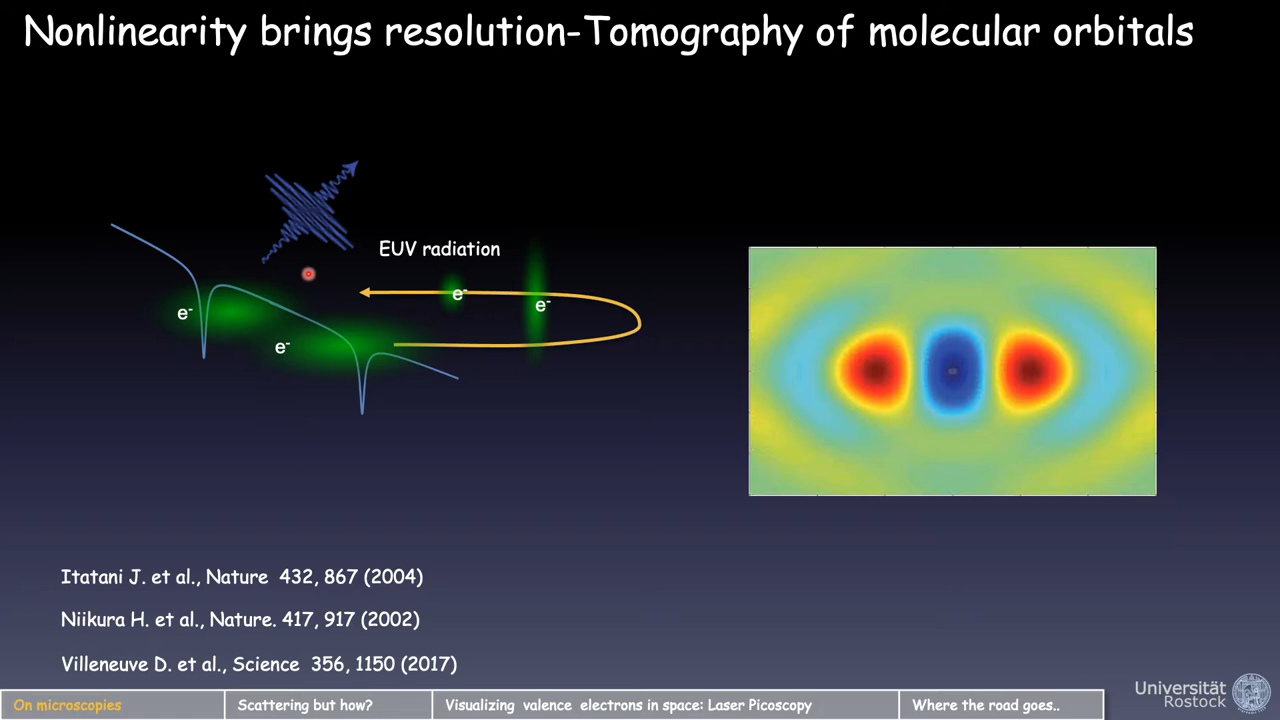 Nonlinearity brings resolution-Tomography of molecular orbitals
EUV radiation
e-
e-
e-
e-
Itatani J. et al., Nature 432, 867 (2004)
Niikura H. et al., Nature. 417, 917 (2002)
Villeneuve D. et al., Science 356, 1150 (2017)
On microscopies
Scattering but how?
Visualizing valence electrons in space: Laser Picoscopy
Where the road goes..
Universität
Rostock